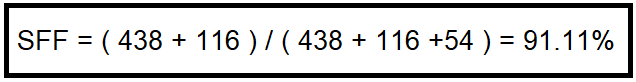 SFF = ( 438 + 116 ) / ( 438 + 116 +54 ) = 91.11%